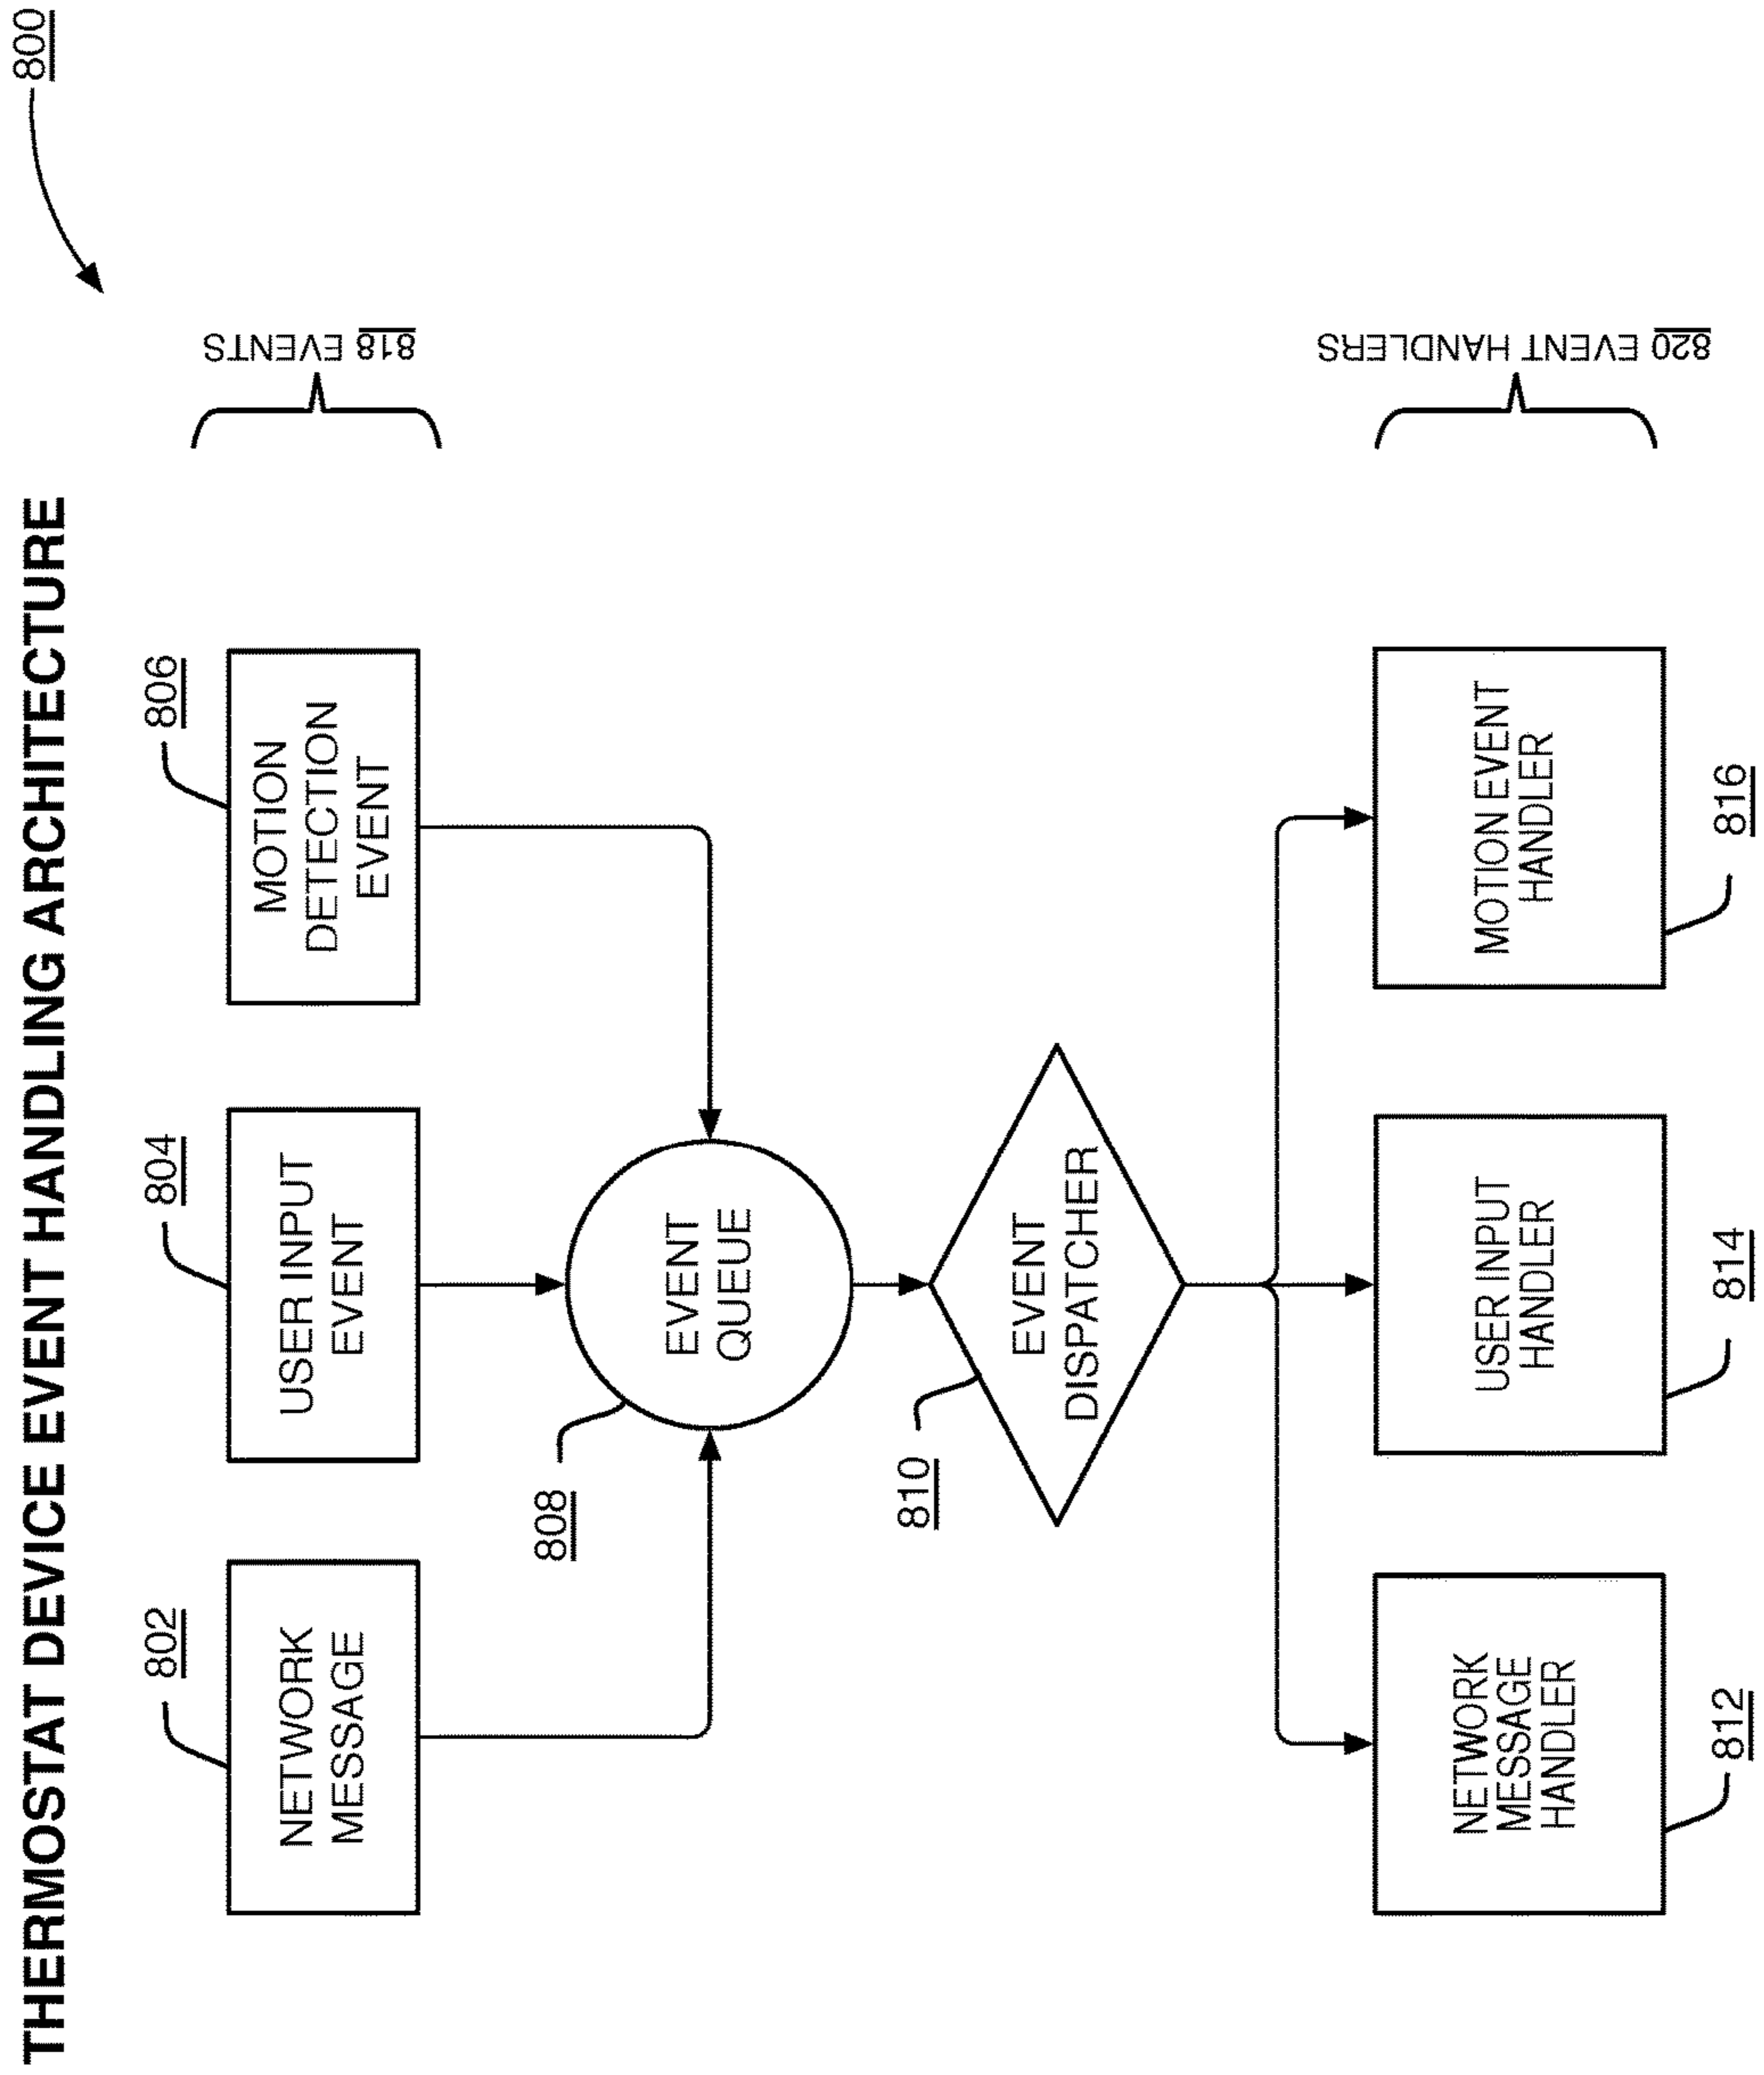 THERMOSTAT DEVICE EVENT HANDLING ARCHITECTURE
800
802
804
806
NETWORK
MESSAGE
USER INPUT
EVENT
MOTION
DETECTION
EVENT
818 EVENTS
808
EVENT
QUEUE
810
EVENT
DISPATCHER
NETWORK
MESSAGE
HANDLER
USER INPUT
HANDLER
MOTION EVENT
HANDLER
820 EVENT HANDLERS
812
814
816